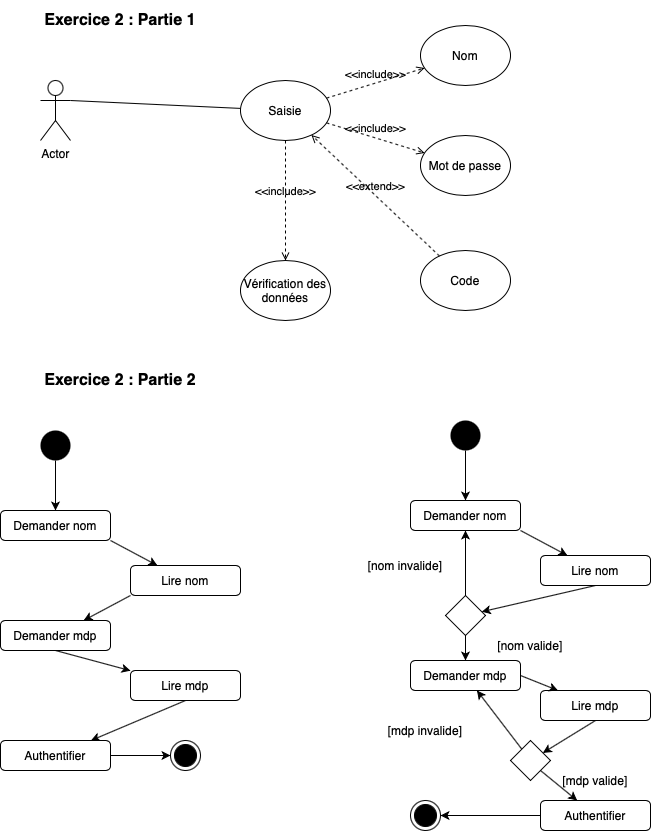 Exercice 2 : Partie 1
Nom
<<include>>
Saisie
<<include>>
Actor
Mot de passe
<<include>>
<<extend>>
Vérification des
données
Code
Exercice 2 : Partie 2
Demander nom
Lire nom
Demander mdp
Lire mdp
Authentifier
Demander nom
[nom invalide]
Lire nom
[nom valide]
Demander mdp
Lire mdp
[mdp invalide]
[mdp valide]
Authentifier